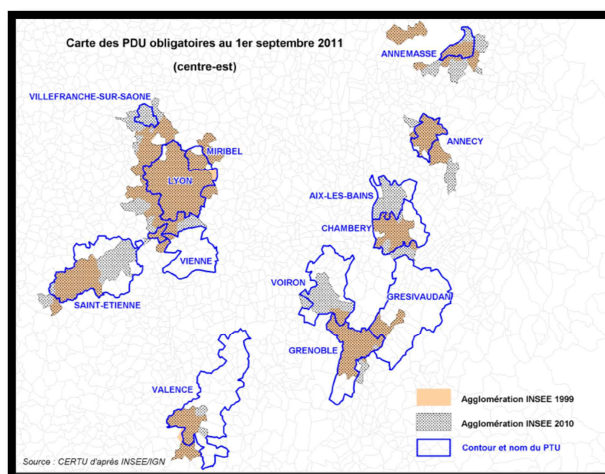 Carte des PDU obligatoires au 1er septembre 2011
(centre-est)
ANNEMASSE
VILLEFRANCHE-SUR-SAONE
MIRIBEL
ANNECY
LYON
AIX-LES-BAINS
CHAMBERY
VIENNE
VOIRON
GRESIVAUDAN
SAINT-ETIENNE
GRENOBLE
VALENCE
Agglomération INSEE 1999
Agglomération INSEE 2010
Contour et nom du PTU
Source : CERTU d'après INSEE/IGN